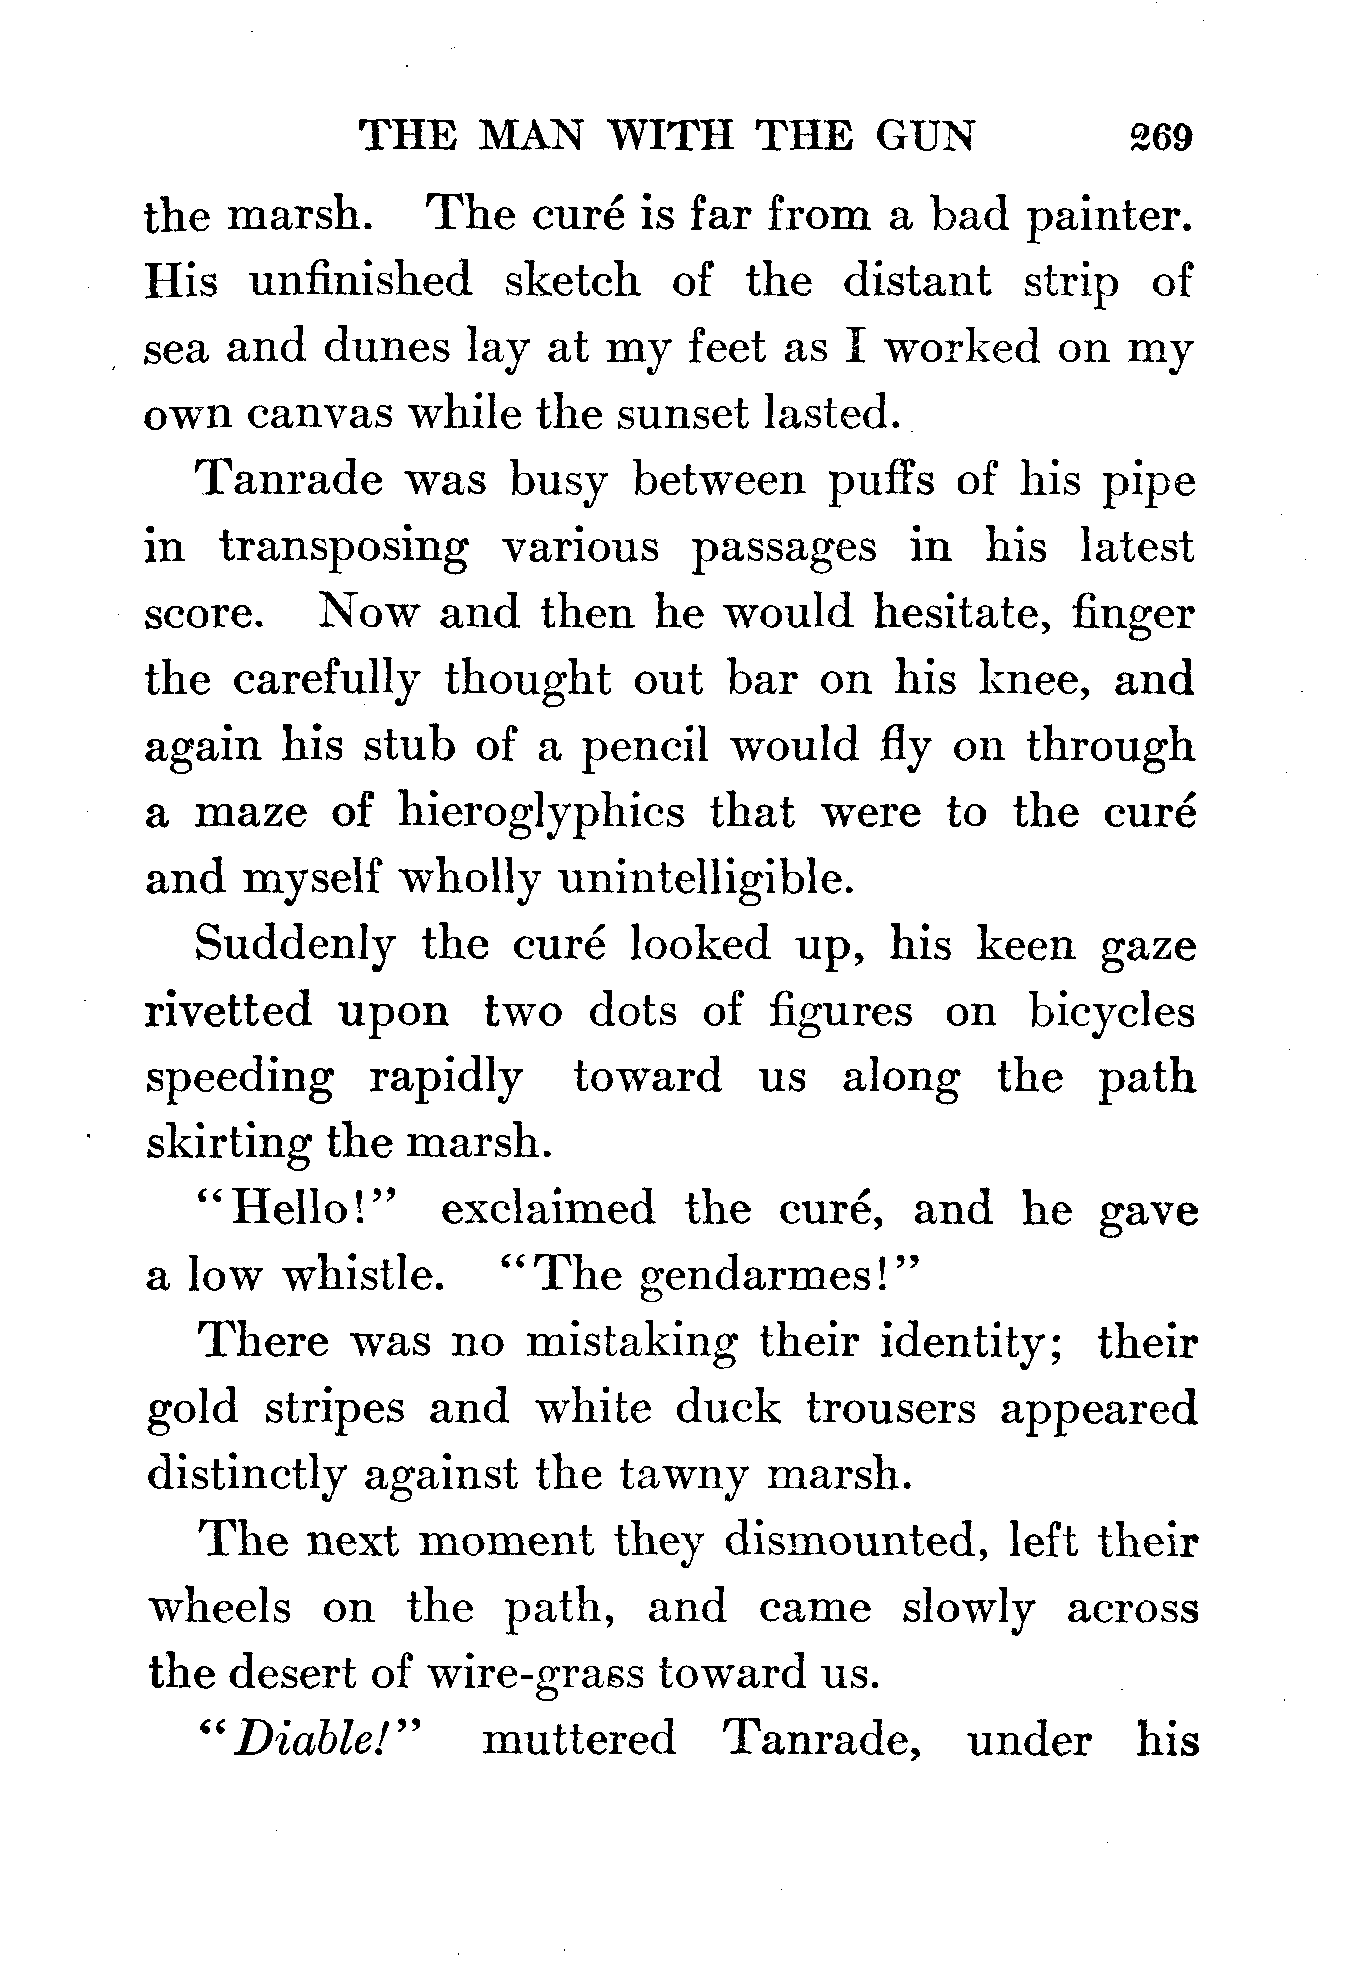 THE MAN WITH THE GUN 269
the marsh. The curé is far from a bad painter.
His unfinished sketch of the distant strip of
sea and dunes lay at my feet as I worked on my
own canvas while the sunset lasted.
Tanrade was busy between puffs of his pipe
in transposing various passages in his latest
score. Now and then he would hesitate, finger
the carefully thought out bar on his knee, and
again his stub of a pencil would fly on through
a maze of hieroglyphics that were to the curé
and myself wholly unintelligible.
Suddenly the curé looked up, his keen gaze
rivetted upon two dots of figures on bicycles
speeding rapidly toward us along the path
skirting the marsh.
“Hello!” exclaimed the curé, and he gave
a low whistle. “The gendarmes!”
There was no mistaking their identity; their
gold stripes and white duck trousers appeared
distinctly against the tawny marsh.
The next moment they dismounted, left their
wheels on the path, and came slowly across
the desert of wire-grass toward us.
“Diable!” muttered Tanrade, under his